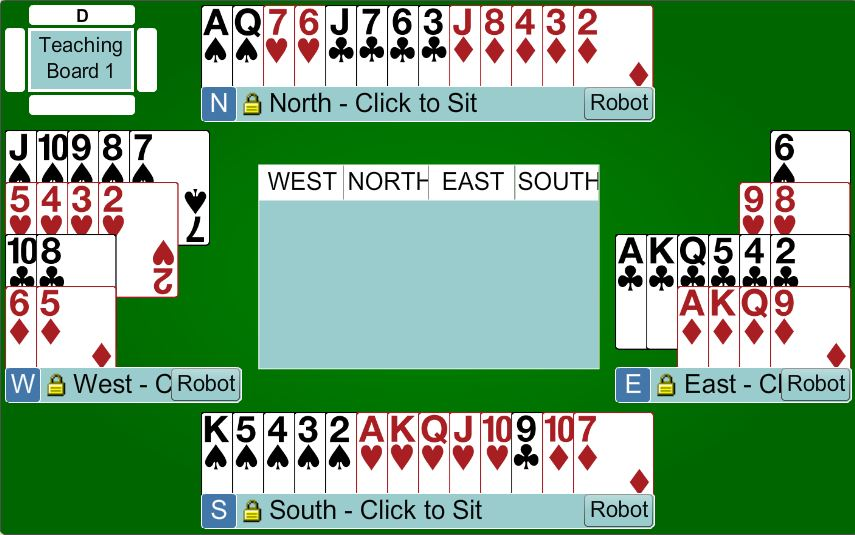 D
Teaching
Board 1
A Q 7 6 J 7 6 3 J 8 4 3 2
N North - Click to Sit Robot
J 10 9 8 7
7
5 4 3 2
2
10 8
6 5
W West - C Robot
WEST NORTH EAST SOUTH
6
9 8
A K Q 5 4 2
A K Q 9
E East - Cl Robot
K 5 4 3 2 A K Q J 10 9 10 7
S South - Click to Sit Robot